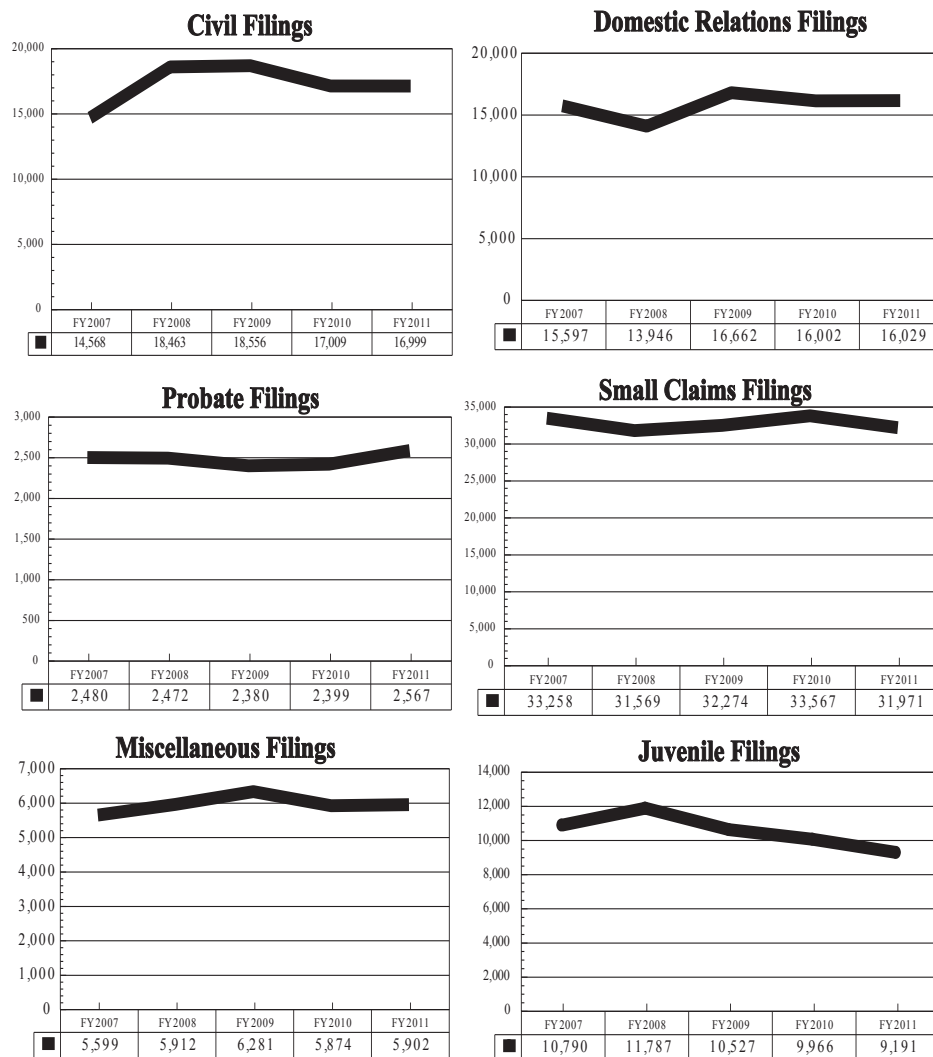 Civil Filings
20,000
15,000
10,000
5,000
0
FY2007 FY2008 FY2009 FY2010 FY2011
14,568 18,463 18,556 17,009 16,999
Domestic Relations Filings
20,000
15,000
10,000
5,000
0
FY2007 FY2008 FY2009 FY2010 FY2011
15,597 13,946 16,662 16,002 16,029
Probate Filings
3,000
2,500
2,000
1,500
1,000
500
0
FY2007 FY2008 FY2009 FY2010 FY2011
2,480 2,472 2,380 2,399 2,567
Small Claims Filings
35,000
30,000
25,000
20,000
15,000
10,000
5,000
0
FY2007 FY2008 FY2009 FY2010 FY2011
33,258 31,569 32,274 33,567 31,971
Miscellaneous Filings
7,000
6,000
5,000
4,000
3,000
2,000
1,000
0
FY2007 FY2008 FY2009 FY2010 FY2011
5,599 5,912 6,281 5,874 5,902
Juvenile Filings
14,000
12,000
10,000
8,000
6,000
4,000
2,000
0
FY2007 FY2008 FY2009 FY2010 FY2011
10,790 11,787 10,527 9,966 9,191